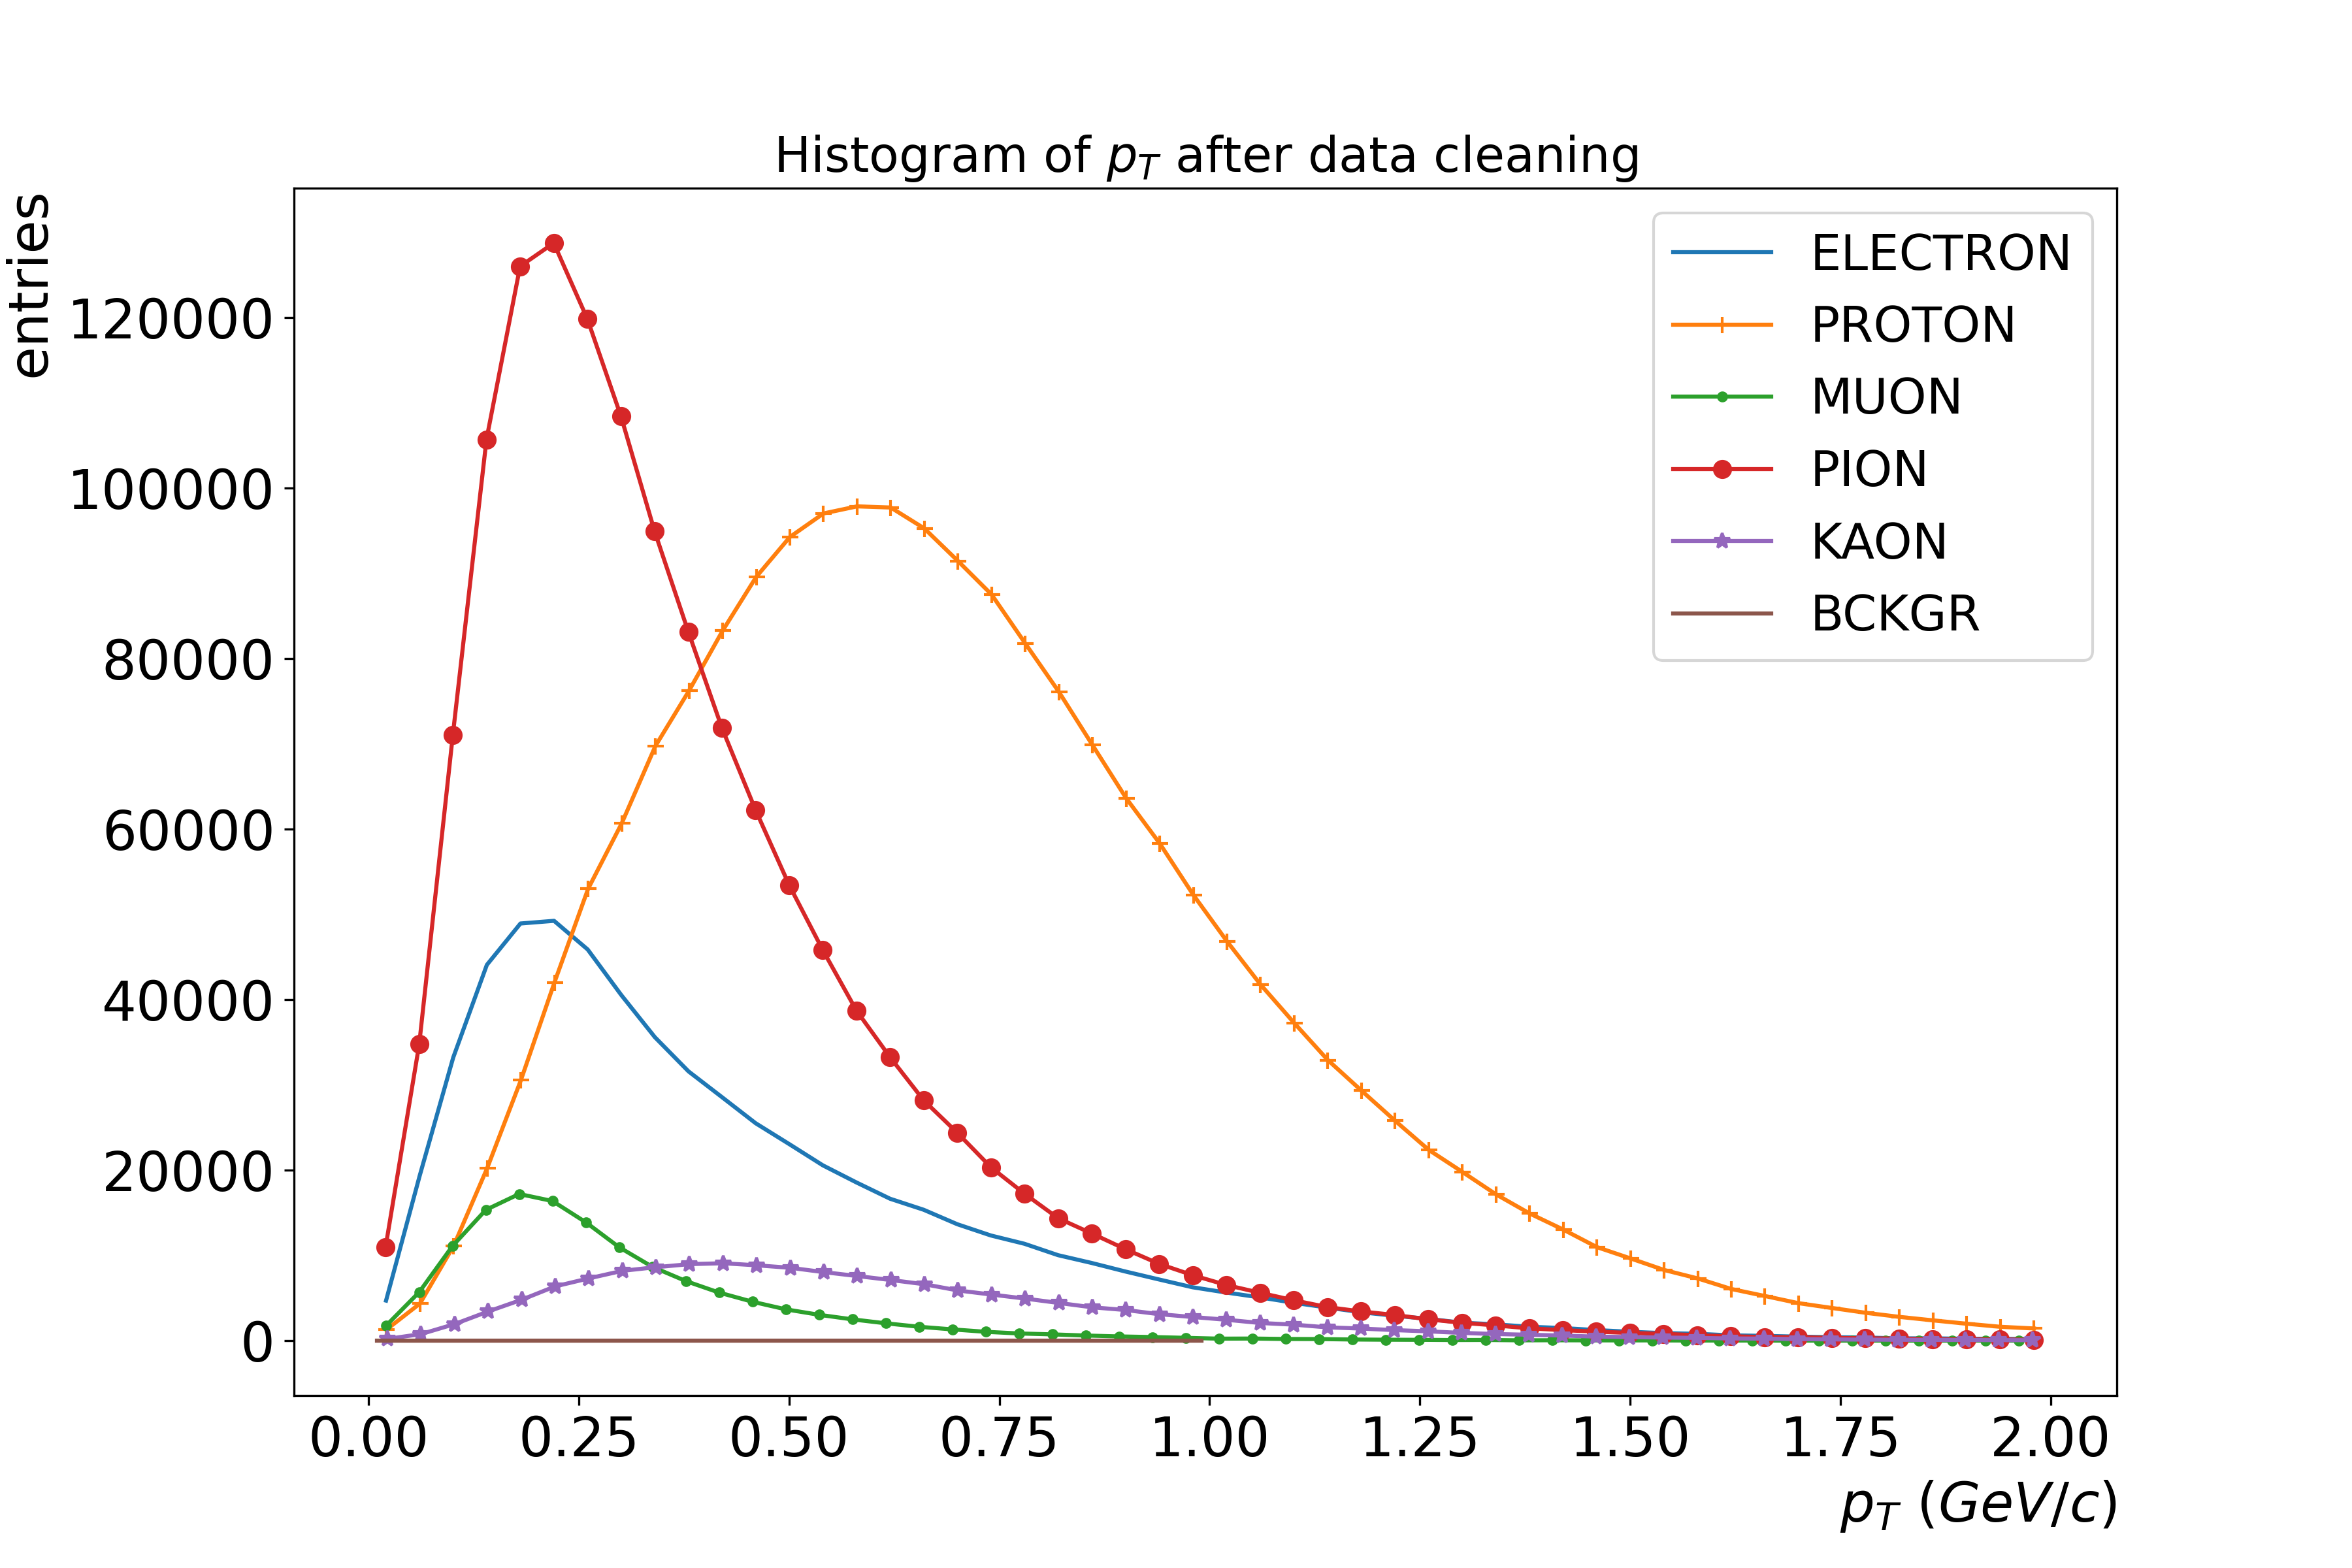 Histogram of p_T after data cleaning
entries
120000
100000
80000
60000
40000
20000
0
ELECTRON
PROTON
MUON
PION
KAON
BCKGR
0.00 0.25 0.50 0.75 1.00 1.25 1.50 1.75 2.00
p_T (GeV/c)